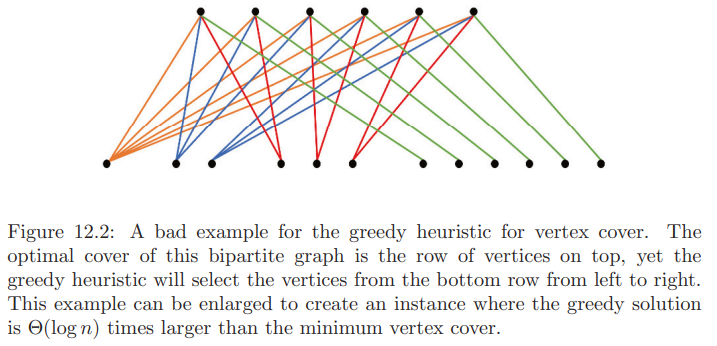 Figure 12.2: A bad example for the greedy heuristic for vertex cover. The
optimal cover of this bipartite graph is the row of vertices on top, yet the
greedy heuristic will select the vertices from the bottom row from left to right.
This example can be enlarged to create an instance where the greedy solution
is Θ(log n) times larger than the minimum vertex cover.